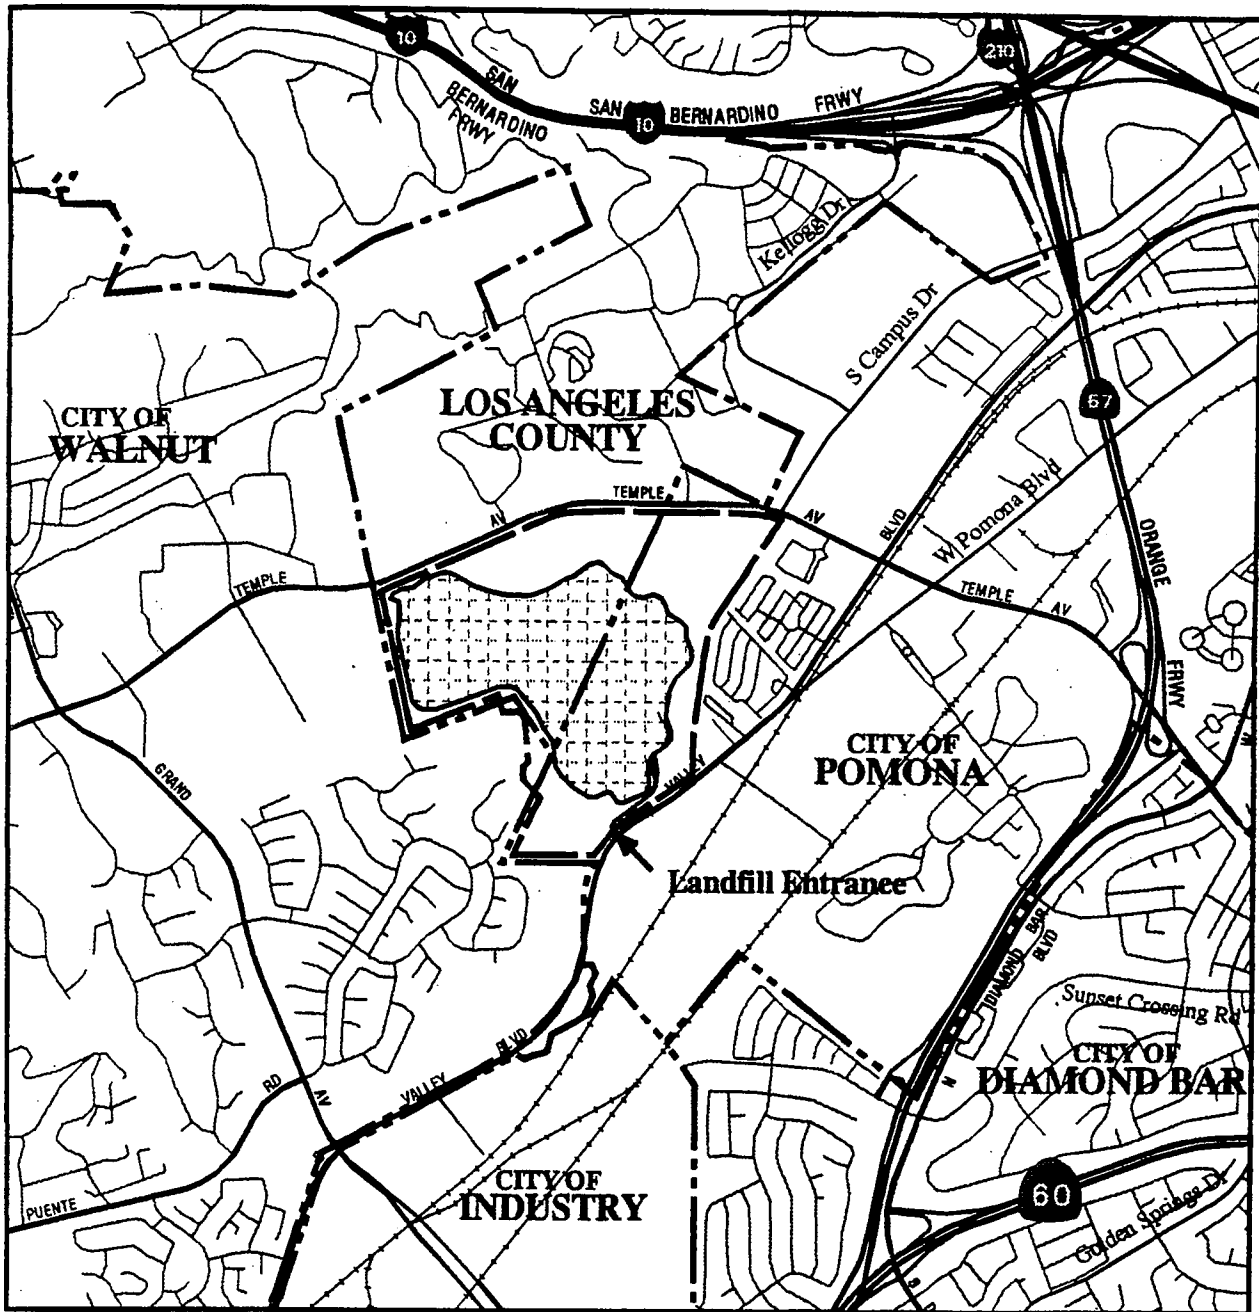 10
210
SAN
BERNARDINO
FRWY
SAN
10
BERNARDINO
FRWY
Kellogg Dr
S Campus Dr
CITY OF
WALNUT
LOS ANGELES
COUNTY
57
TEMPLE
AV
AV
BLVD
W Pomona Blvd
ORANGE
FRWY
TEMPLE
TEMPLE
AV
GRAND
VALLEY
CITY OF
POMONA
N
Landfill Entrance
DIAMOND BAR
BLVD
Sunset Crossing Rd
CITY OF
DIAMOND BAR
N
BLVD
VALLEY
RD
AV
PUENTE
CITY OF
INDUSTRY
60
Golden Springs Dr
N